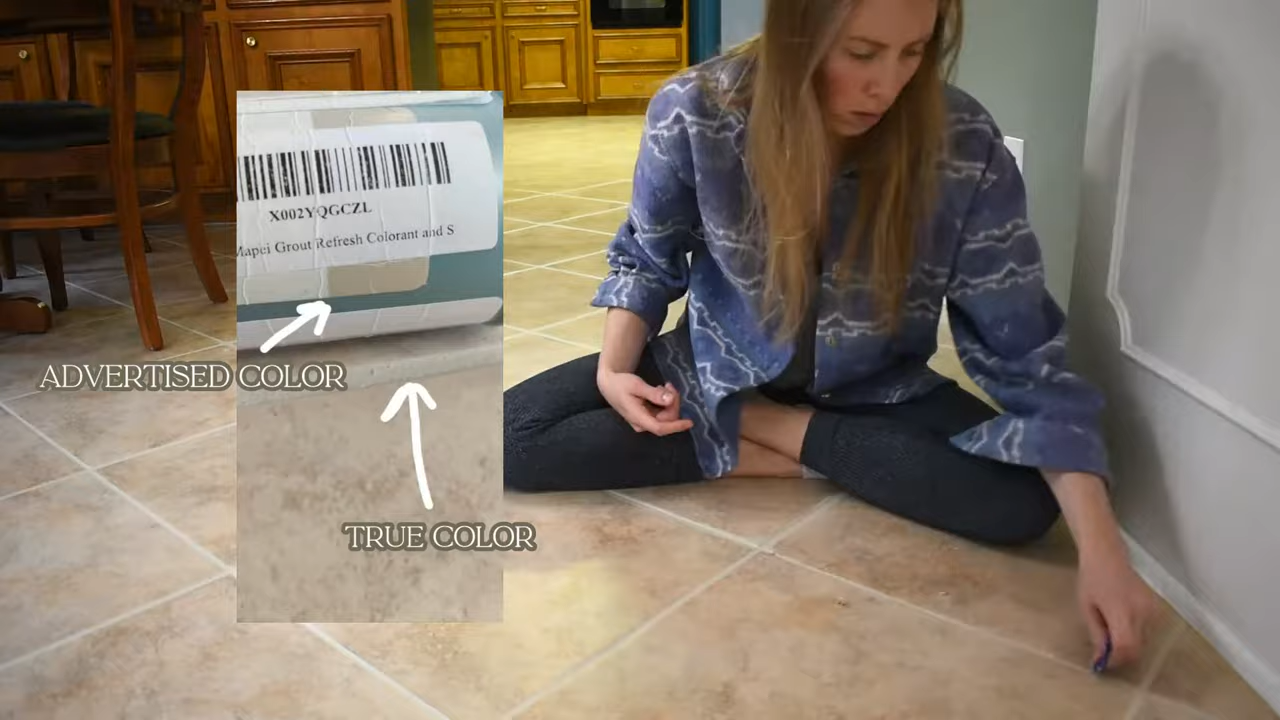 X002YQGCZL
Mapei Grout Refresh Colorant and S
ADVERTISED COLOR
TRUE COLOR